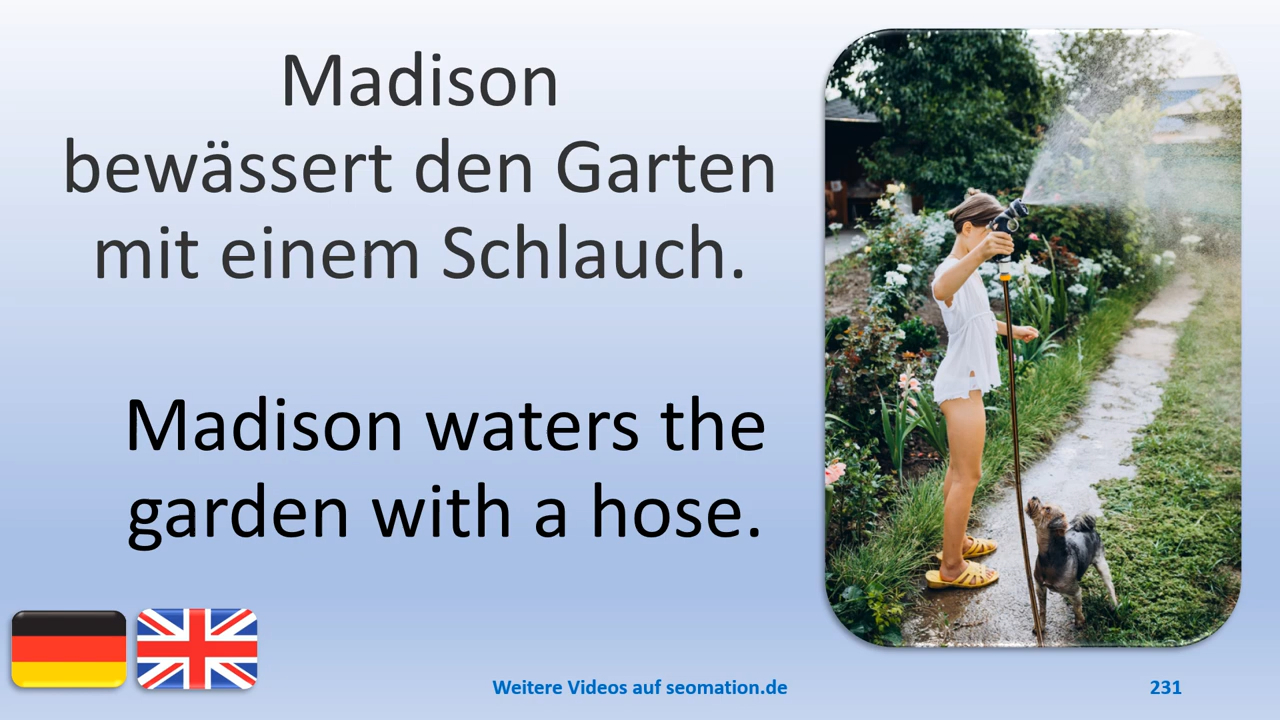 Madison
bewässert den Garten
mit einem Schlauch.
Madison waters the
garden with a hose.
Weitere Videos auf seomation.de
231